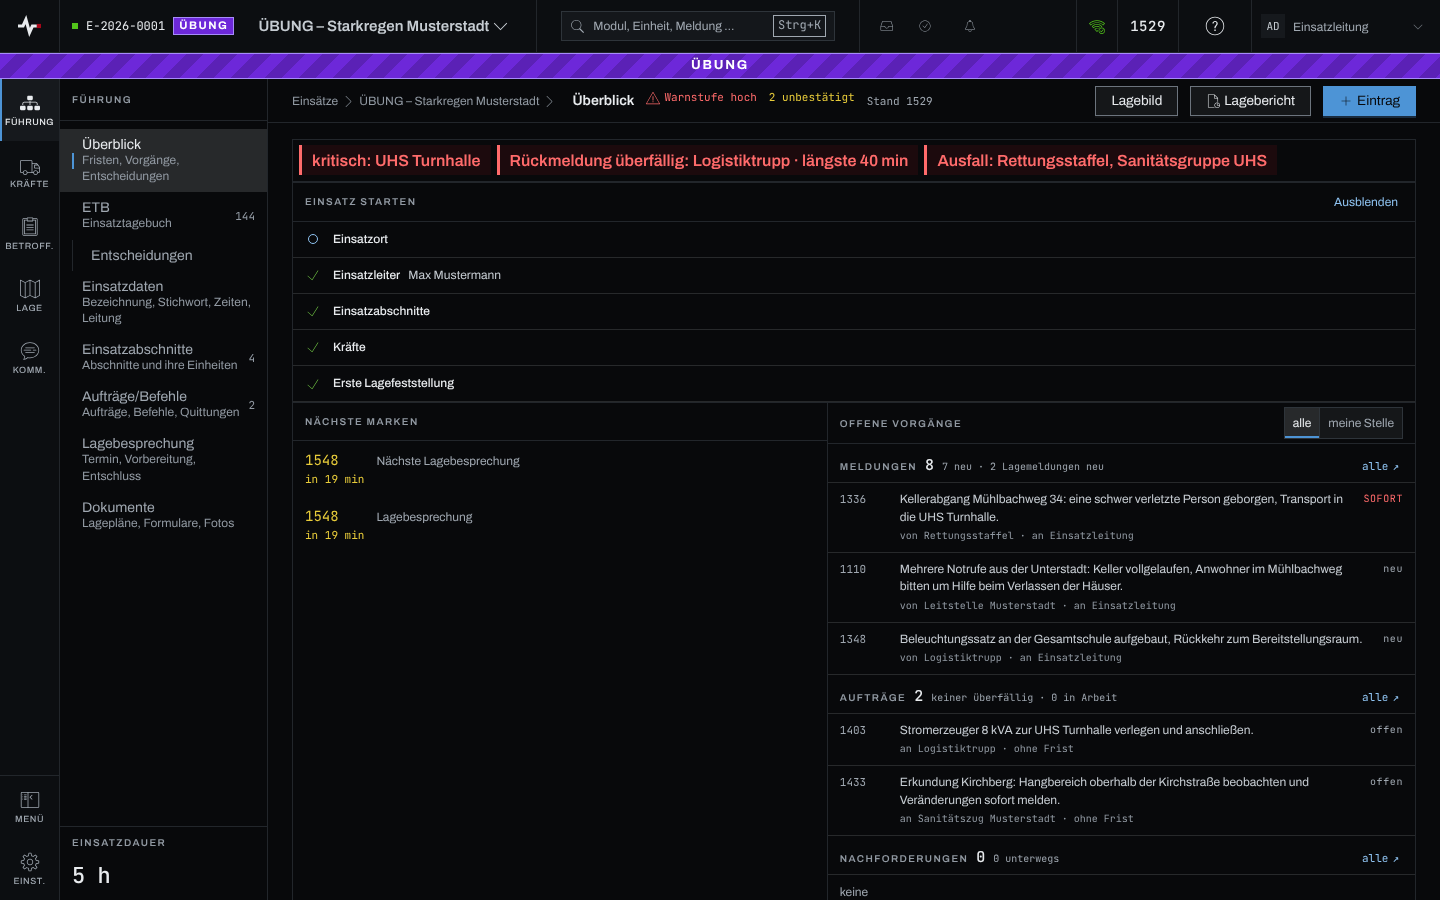 E-2026-0001 ÜBUNG ÜBUNG – Starkregen Musterstadt
Modul, Einheit, Meldung ... Strg+K
1529
AD Einsatzleitung
ÜBUNG
FÜHRUNG
KRÄFTE
BETROFF.
LAGE
KOMM.
MENÜ
EINST.
FÜHRUNG
Überblick
Fristen, Vorgänge,
Entscheidungen
ETB
Einsatztagebuch
144
Entscheidungen
Einsatzdaten
Bezeichnung, Stichwort, Zeiten,
Leitung
Einsatzabschnitte
Abschnitte und ihre Einheiten
4
Aufträge/Befehle
Aufträge, Befehle, Quittungen
2
Lagebesprechung
Termin, Vorbereitung,
Entschluss
Dokumente
Lagepläne, Formulare, Fotos
EINSATZDAUER
5 h
Einsätze ÜBUNG – Starkregen Musterstadt Überblick Warnstufe hoch 2 unbestätigt Stand 1529
Lagebild Lagebericht + Eintrag
kritisch: UHS Turnhalle Rückmeldung überfällig: Logistiktrupp · längste 40 min Ausfall: Rettungsstaffel, Sanitätsgruppe UHS
EINSATZ STARTEN Ausblenden
Einsatzort
Einsatzleiter Max Mustermann
Einsatzabschnitte
Kräfte
Erste Lagefeststellung
NÄCHSTE MARKEN
1548 Nächste Lagebesprechung
in 19 min
1548 Lagebesprechung
in 19 min
OFFENE VORGÄNGE alle meine Stelle
MELDUNGEN 8 7 neu · 2 Lagemeldungen neu alle ↗
1336 Kellerabgang Mühlbachweg 34: eine schwer verletzte Person geborgen, Transport in SOFORT
die UHS Turnhalle.
von Rettungsstaffel · an Einsatzleitung
1110 Mehrere Notrufe aus der Unterstadt: Keller vollgelaufen, Anwohner im Mühlbachweg neu
bitten um Hilfe beim Verlassen der Häuser.
von Leitstelle Musterstadt · an Einsatzleitung
1348 Beleuchtungssatz an der Gesamtschule aufgebaut, Rückkehr zum Bereitstellungsraum. neu
von Logistiktrupp · an Einsatzleitung
AUFTRÄGE 2 keiner überfällig · 0 in Arbeit alle ↗
1403 Stromerzeuger 8 kVA zur UHS Turnhalle verlegen und anschließen. offen
an Logistiktrupp · ohne Frist
1433 Erkundung Kirchberg: Hangbereich oberhalb der Kirchstraße beobachten und offen
Veränderungen sofort melden.
an Sanitätszug Musterstadt · ohne Frist
NACHFORDERUNGEN 0 0 unterwegs alle ↗
keine